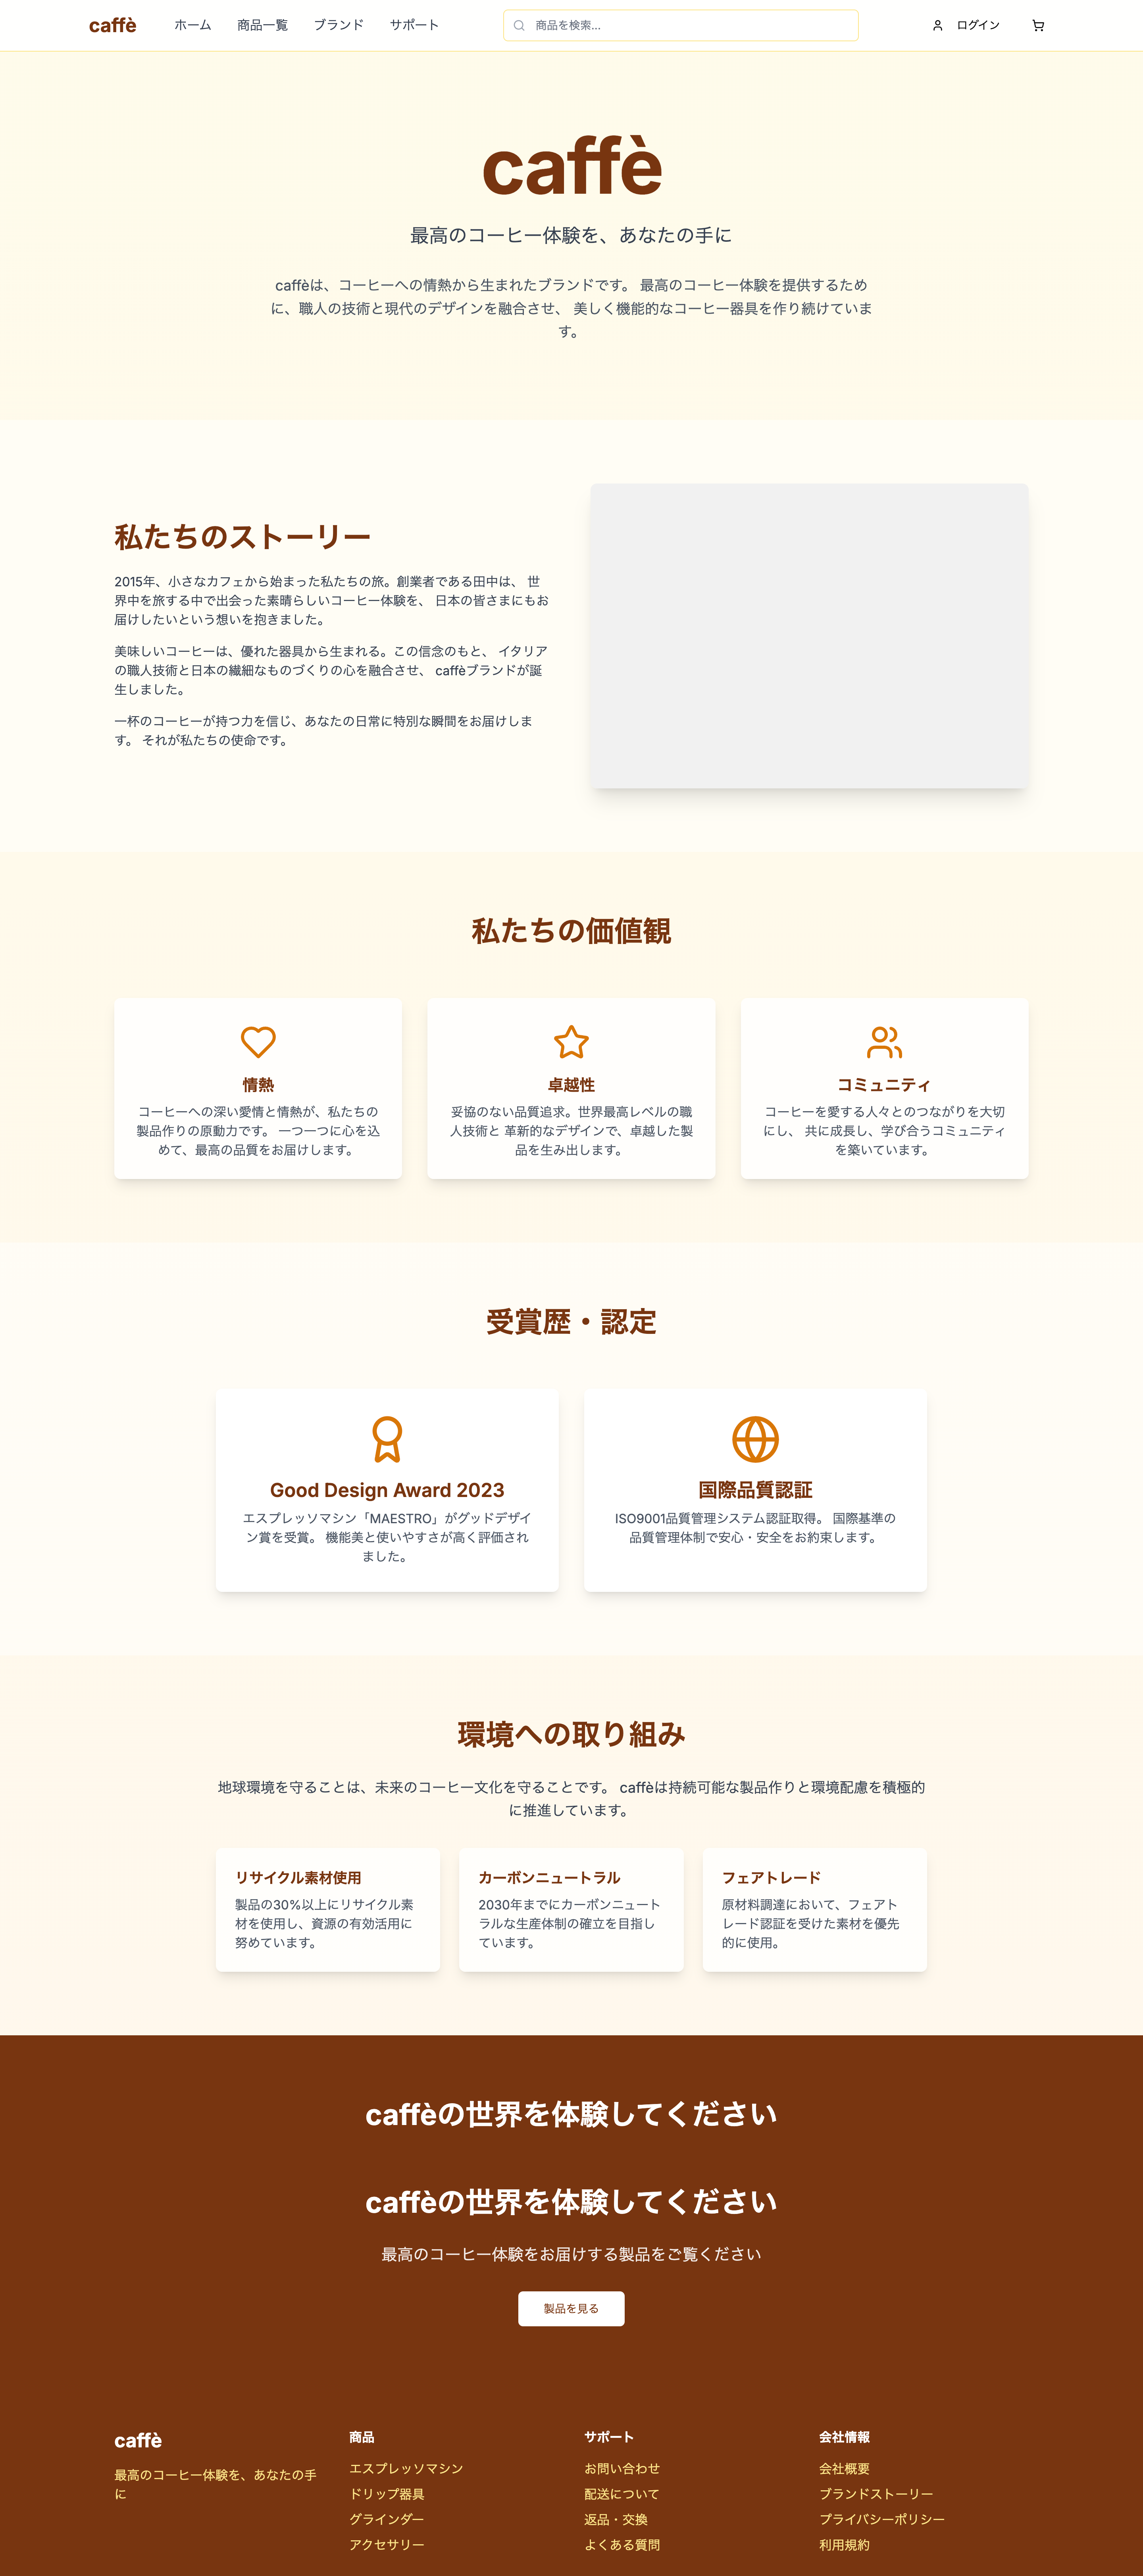 caffè
ホーム
商品一覧
ブランド
サポート
商品を検索...
ログイン
caffè
最高のコーヒー体験を、あなたの手に
caffèは、コーヒーへの情熱から生まれたブランドです。 最高のコーヒー体験を提供するため
に、職人の技術と現代のデザインを融合させ、 美しく機能的なコーヒー器具を作り続けていま
す。
私たちのストーリー
2015年、小さなカフェから始まった私たちの旅。創業者である田中は、 世
界中を旅する中で出会った素晴らしいコーヒー体験を、 日本の皆さまにもお
届けしたいという想いを抱きました。
美味しいコーヒーは、優れた器具から生まれる。この信念のもと、 イタリア
の職人技術と日本の繊細なものづくりの心を融合させ、 caffèブランドが誕
生しました。
一杯のコーヒーが持つ力を信じ、あなたの日常に特別な瞬間をお届けしま
す。 それが私たちの使命です。
私たちの価値観
情熱
コーヒーへの深い愛情と情熱が、私たちの
製品作りの原動力です。 一つ一つに心を込
めて、最高の品質をお届けします。
卓越性
妥協のない品質追求。世界最高レベルの職
人技術と 革新的なデザインで、卓越した製
品を生み出します。
コミュニティ
コーヒーを愛する人々とのつながりを大切
にし、 共に成長し、学び合うコミュニティ
を築いています。
受賞歴・認定
Good Design Award 2023
エスプレッソマシン「MAESTRO」がグッドデザイ
ン賞を受賞。 機能美と使いやすさが高く評価され
ました。
国際品質認証
ISO9001品質管理システム認証取得。 国際基準の
品質管理体制で安心・安全をお約束します。
環境への取り組み
地球環境を守ることは、未来のコーヒー文化を守ることです。 caffèは持続可能な製品作りと環境配慮を積極的
に推進しています。
リサイクル素材使用
製品の30%以上にリサイクル素
材を使用し、資源の有効活用に
努めています。
カーボンニュートラル
2030年までにカーボンニュート
ラルな生産体制の確立を目指し
ています。
フェアトレード
原材料調達において、フェアト
レード認証を受けた素材を優先
的に使用。
caffèの世界を体験してください
caffèの世界を体験してください
最高のコーヒー体験をお届けする製品をご覧ください
製品を見る
caffè
最高のコーヒー体験を、あなたの手
に
商品
エスプレッソマシン
ドリップ器具
グラインダー
アクセサリー
サポート
お問い合わせ
配送について
返品・交換
よくある質問
会社情報
会社概要
ブランドストーリー
プライバシーポリシー
利用規約